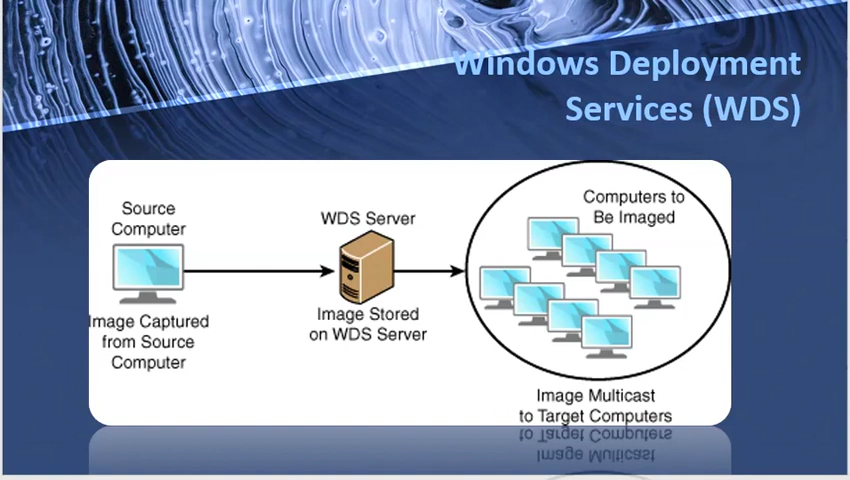 Windows Deployment
Services (WDS)
Source
Computer
Image Captured
from Source
Computer
WDS Server
Image Stored
on WDS Server
Computers to
Be Imaged
Image Multicast
to Target Computers